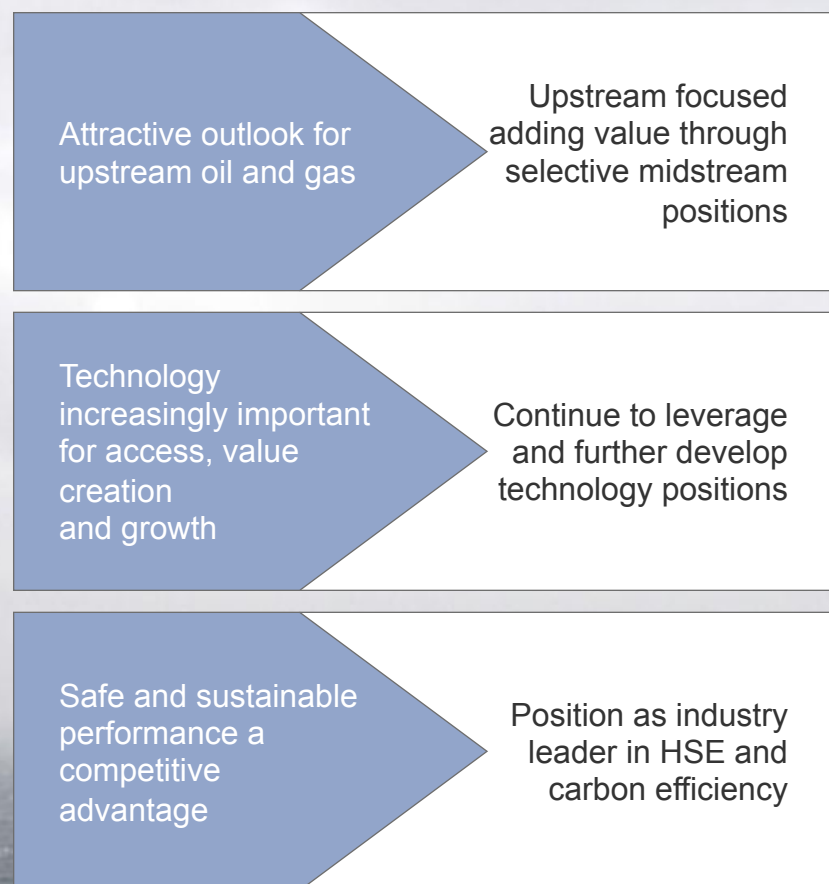 Attractive outlook for
upstream oil and gas
Upstream focused
adding value through
selective midstream
positions
Technology
increasingly important
for access, value
creation
and growth
Continue to leverage
and further develop
technology positions
Safe and sustainable
performance a
competitive
advantage
Position as industry
leader in HSE and
carbon efficiency